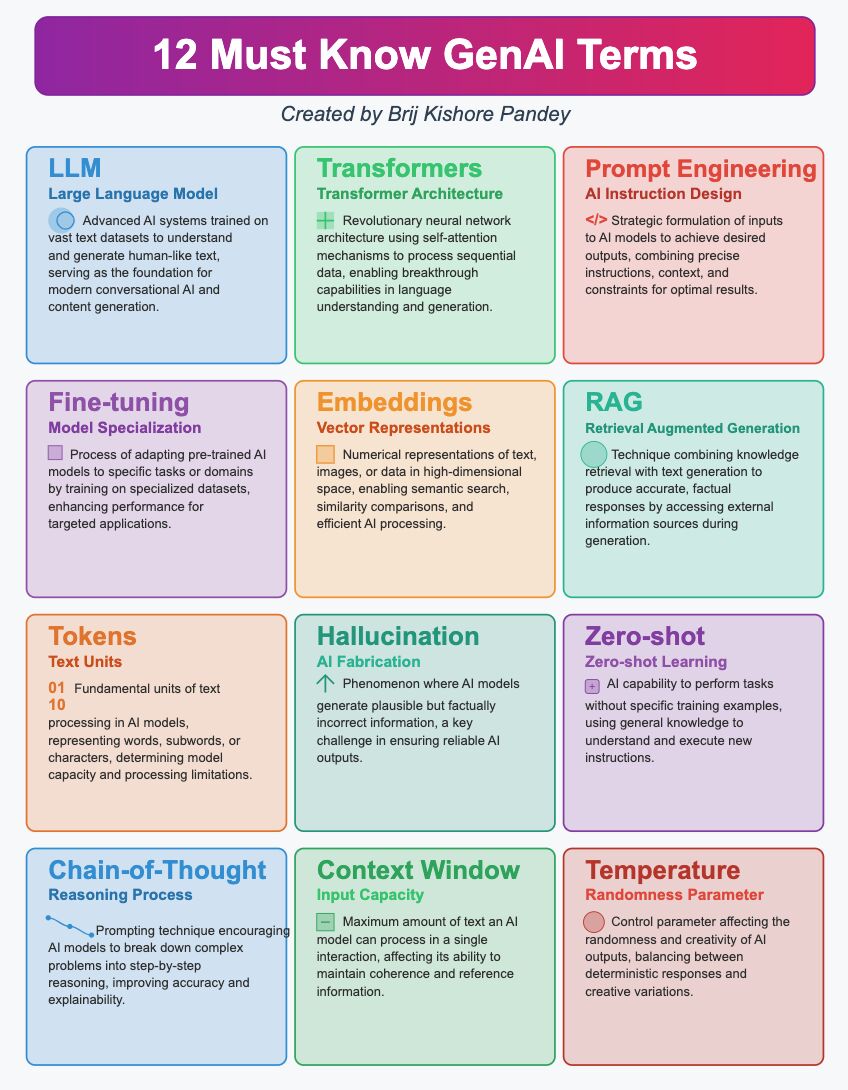 12 Must Know GenAI Terms
Created by Brij Kishore Pandey
LLM
Large Language Model
Advanced AI systems trained on
vast text datasets to understand
and generate human-like text,
serving as the foundation for
modern conversational AI and
content generation.
Transformers
Transformer Architecture
Revolutionary neural network
architecture using self-attention
mechanisms to process sequential
data, enabling breakthrough
capabilities in language
understanding and generation.
Prompt Engineering
AI Instruction Design
</> Strategic formulation of inputs
to AI models to achieve desired
outputs, combining precise
instructions, context, and
constraints for optimal results.
Fine-tuning
Model Specialization
Process of adapting pre-trained AI
models to specific tasks or domains
by training on specialized datasets,
enhancing performance for
targeted applications.
Embeddings
Vector Representations
Numerical representations of text,
images, or data in high-dimensional
space, enabling semantic search,
similarity comparisons, and
efficient AI processing.
RAG
Retrieval Augmented Generation
Technique combining knowledge
retrieval with text generation to
produce accurate, factual
responses by accessing external
information sources during
generation.
Tokens
Text Units
01 Fundamental units of text
10
processing in AI models,
representing words, subwords, or
characters, determining model
capacity and processing limitations.
Hallucination
AI Fabrication
Phenomenon where AI models
generate plausible but factually
incorrect information, a key
challenge in ensuring reliable AI
outputs.
Zero-shot
Zero-shot Learning
AI capability to perform tasks
without specific training examples,
using general knowledge to
understand and execute new
instructions.
Chain-of-Thought
Reasoning Process
Prompting technique encouraging
AI models to break down complex
problems into step-by-step
reasoning, improving accuracy and
explainability.
Context Window
Input Capacity
Maximum amount of text an AI
model can process in a single
interaction, affecting its ability to
maintain coherence and reference
information.
Temperature
Randomness Parameter
Control parameter affecting the
randomness and creativity of AI
outputs, balancing between
deterministic responses and
creative variations.